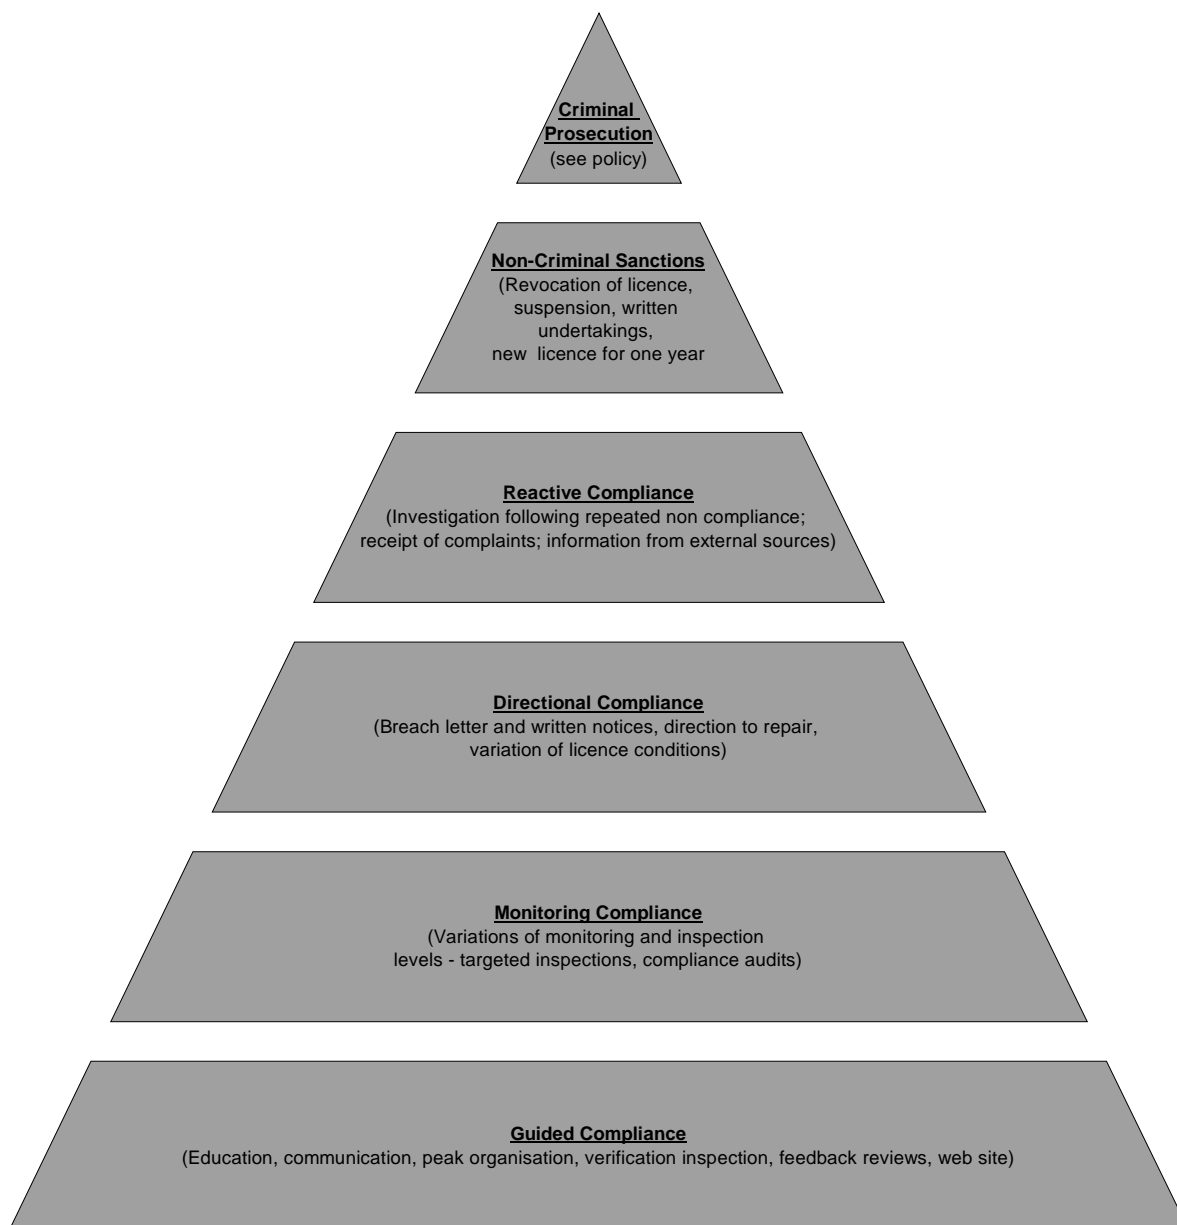 Criminal
Prosecution
(see policy)
Non-Criminal Sanctions
(Revocation of licence,
suspension, written
undertakings,
new licence for one year
Reactive Compliance
(Investigation following repeated non compliance;
receipt of complaints; information from external sources)
Directional Compliance
(Breach letter and written notices, direction to repair,
variation of licence conditions)
Monitoring Compliance
(Variations of monitoring and inspection
levels - targeted inspections, compliance audits)
Guided Compliance
(Education, communication, peak organisation, verification inspection, feedback reviews, web site)